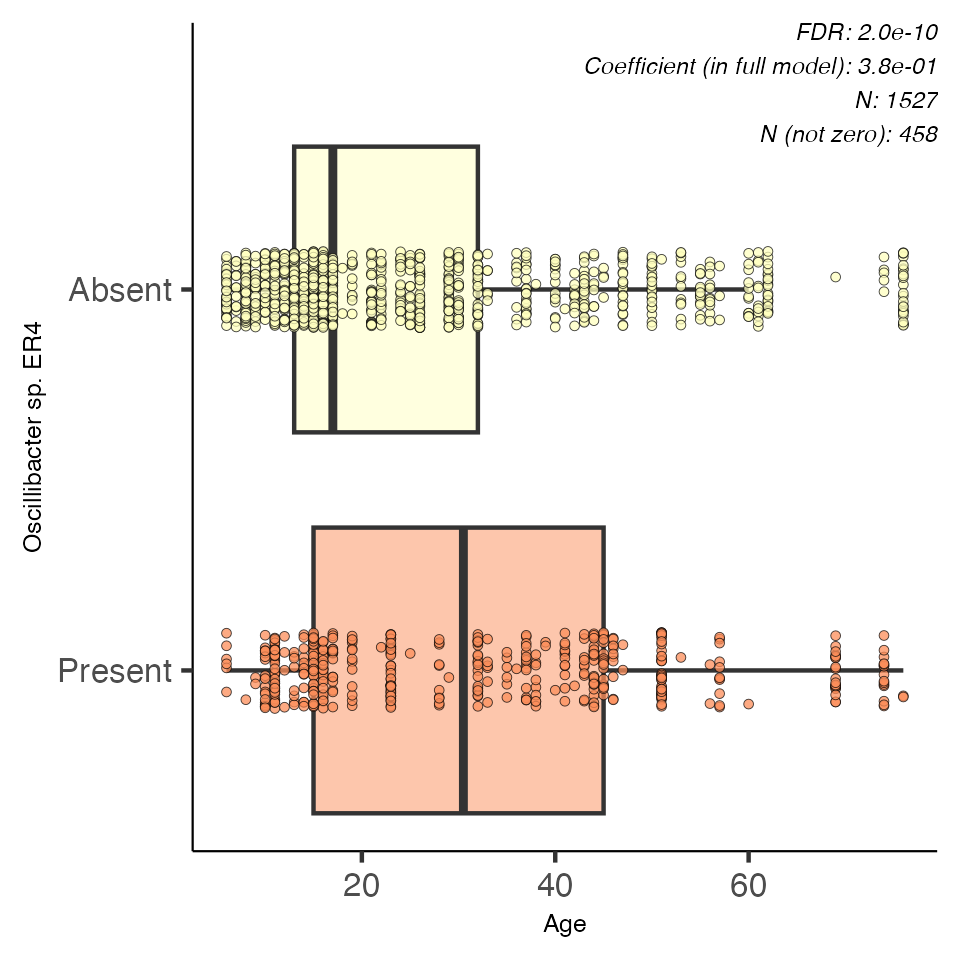 FDR: 2.0e-10
Coefficient (in full model): 3.8e-01
N: 1527
N (not zero): 458
Absent
Oscillibacter sp. ER4
Present
20 40 60
Age